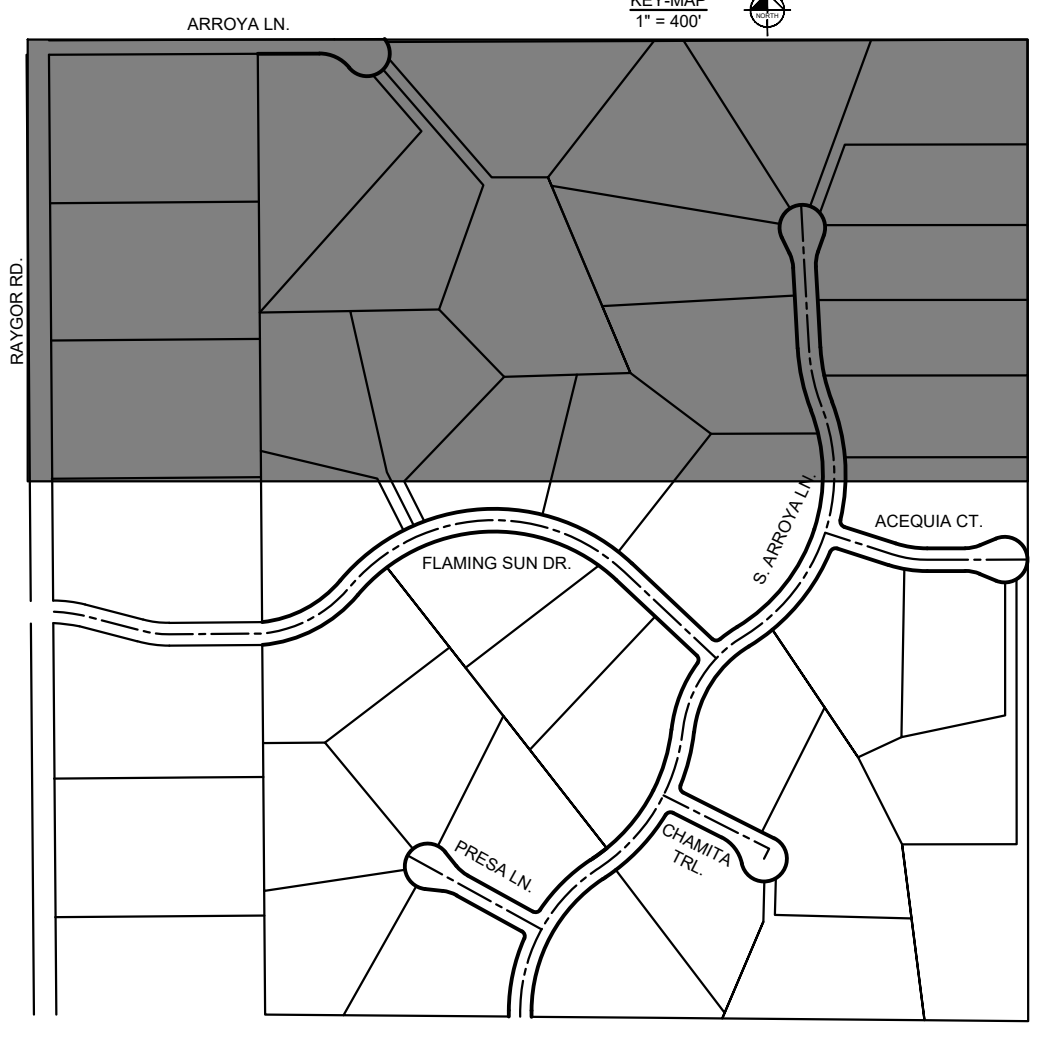 KEY-MAP
1" = 400'
NORTH
ARROYA LN.
RAYGOR RD.
S. ARROYA LN.
ACEQUIA CT.
FLAMING SUN DR.
CHAMITA
TRL.
PRESA LN.